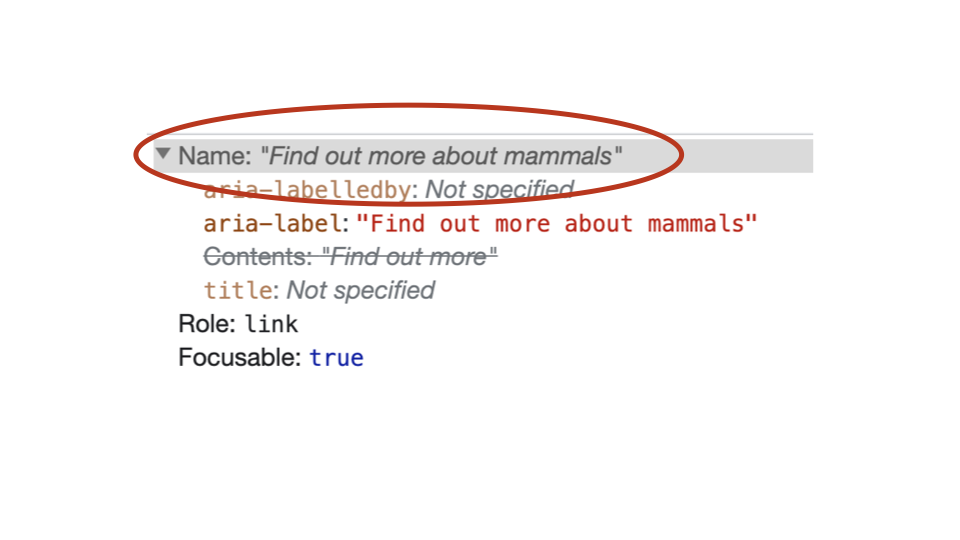 Name: "Find out more about mammals"
aria-labelledby: Not specified
aria-label: "Find out more about mammals"
Contents: "Find out more"
title: Not specified
Role: link
Focusable: true